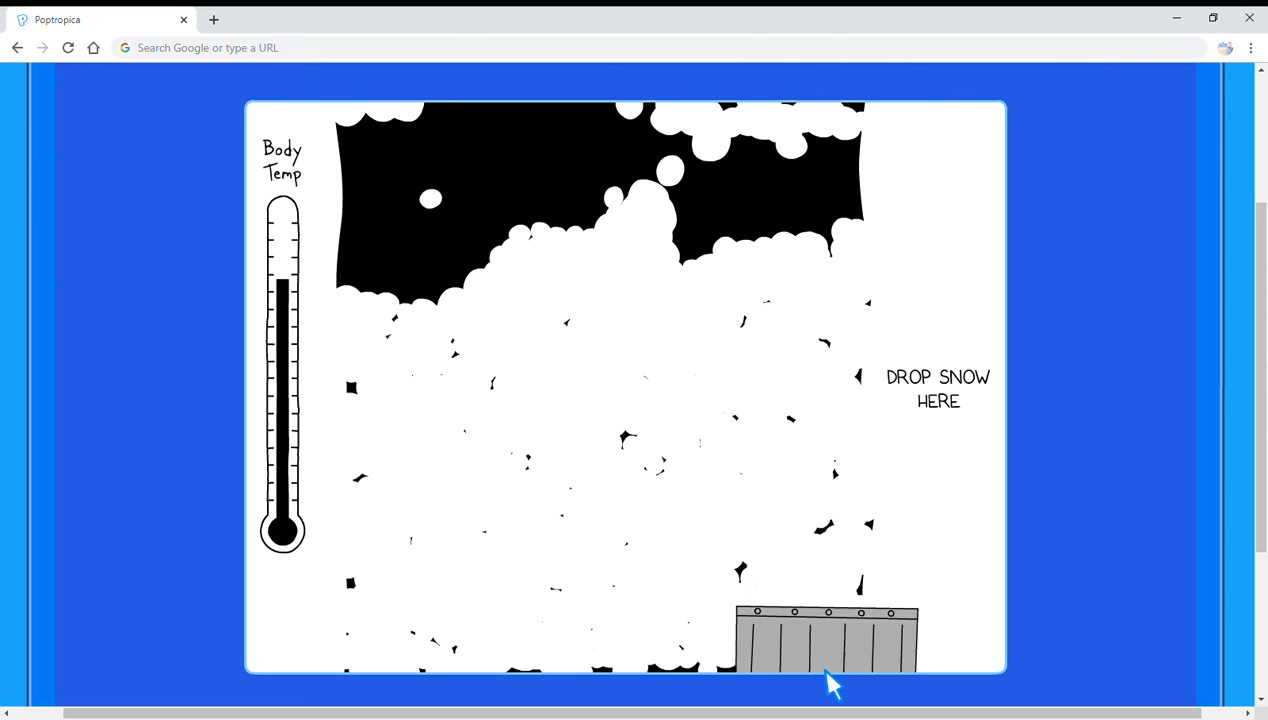 Poptropica
Search Google or type a URL
Body
Temp
DROP SNOW
HERE